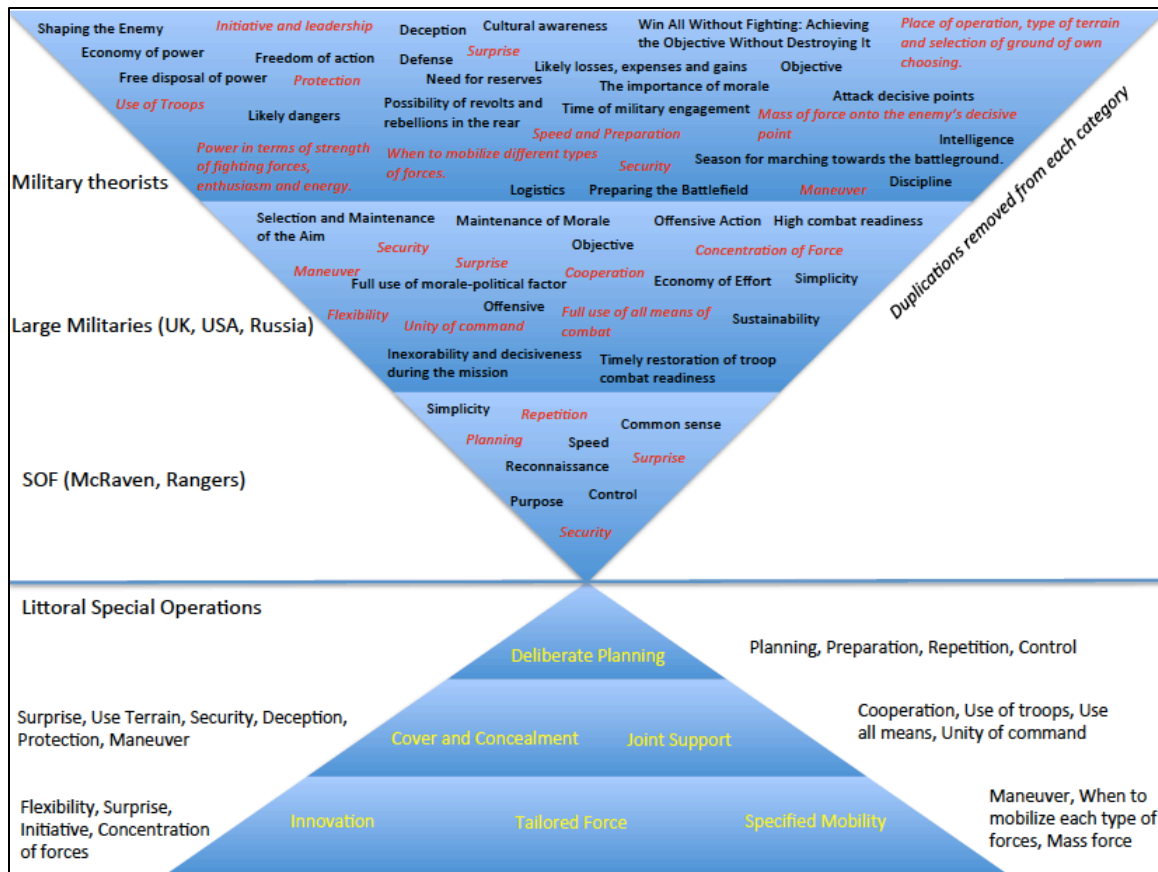 Shaping the Enemy
Initiative and leadership
Deception
Cultural awareness
Win All Without Fighting: Achieving
the Objective Without Destroying It
Place of operation, type of terrain
and selection of ground of own
choosing.
Economy of power
Freedom of action
Defense
Surprise
Free disposal of power
Protection
Need for reserves
Likely losses, expenses and gains
Objective
The importance of morale
Use of Troops
Likely dangers
Possibility of revolts and
rebellions in the rear
Time of military engagement
Attack decisive points
Mass of force onto the enemy's decisive
point
Speed and Preparation
Intelligence
Power in terms of strength
of fighting forces,
enthusiasm and energy.
When to mobilize different types
of forces.
Security
Season for marching towards the battleground.
Military theorists
Logistics
Preparing the Battlefield
Maneuver
Discipline
Duplications removed from each category
Selection and Maintenance
of the Aim
Maintenance of Morale
Offensive Action
High combat readiness
Security
Surprise
Objective
Concentration of Force
Maneuver
Cooperation
Full use of morale-political factor
Economy of Effort
Simplicity
Large Militaries (UK, USA, Russia)
Flexibility
Offensive
Unity of command
Full use of all means of
combat
Sustainability
Inexorability and decisiveness
during the mission
Timely restoration of troop
combat readiness
Simplicity
Repetition
Common sense
Planning
Speed
Surprise
Reconnaissance
SOF (McRaven, Rangers)
Purpose
Control
Security
Littoral Special Operations
Deliberate Planning
Planning, Preparation, Repetition, Control
Surprise, Use Terrain, Security, Deception,
Protection, Maneuver
Cover and Concealment
Joint Support
Cooperation, Use of troops, Use
all means, Unity of command
Flexibility, Surprise,
Initiative, Concentration
of forces
Innovation
Tailored Force
Specified Mobility
Maneuver, When to
mobilize each type of
forces, Mass force